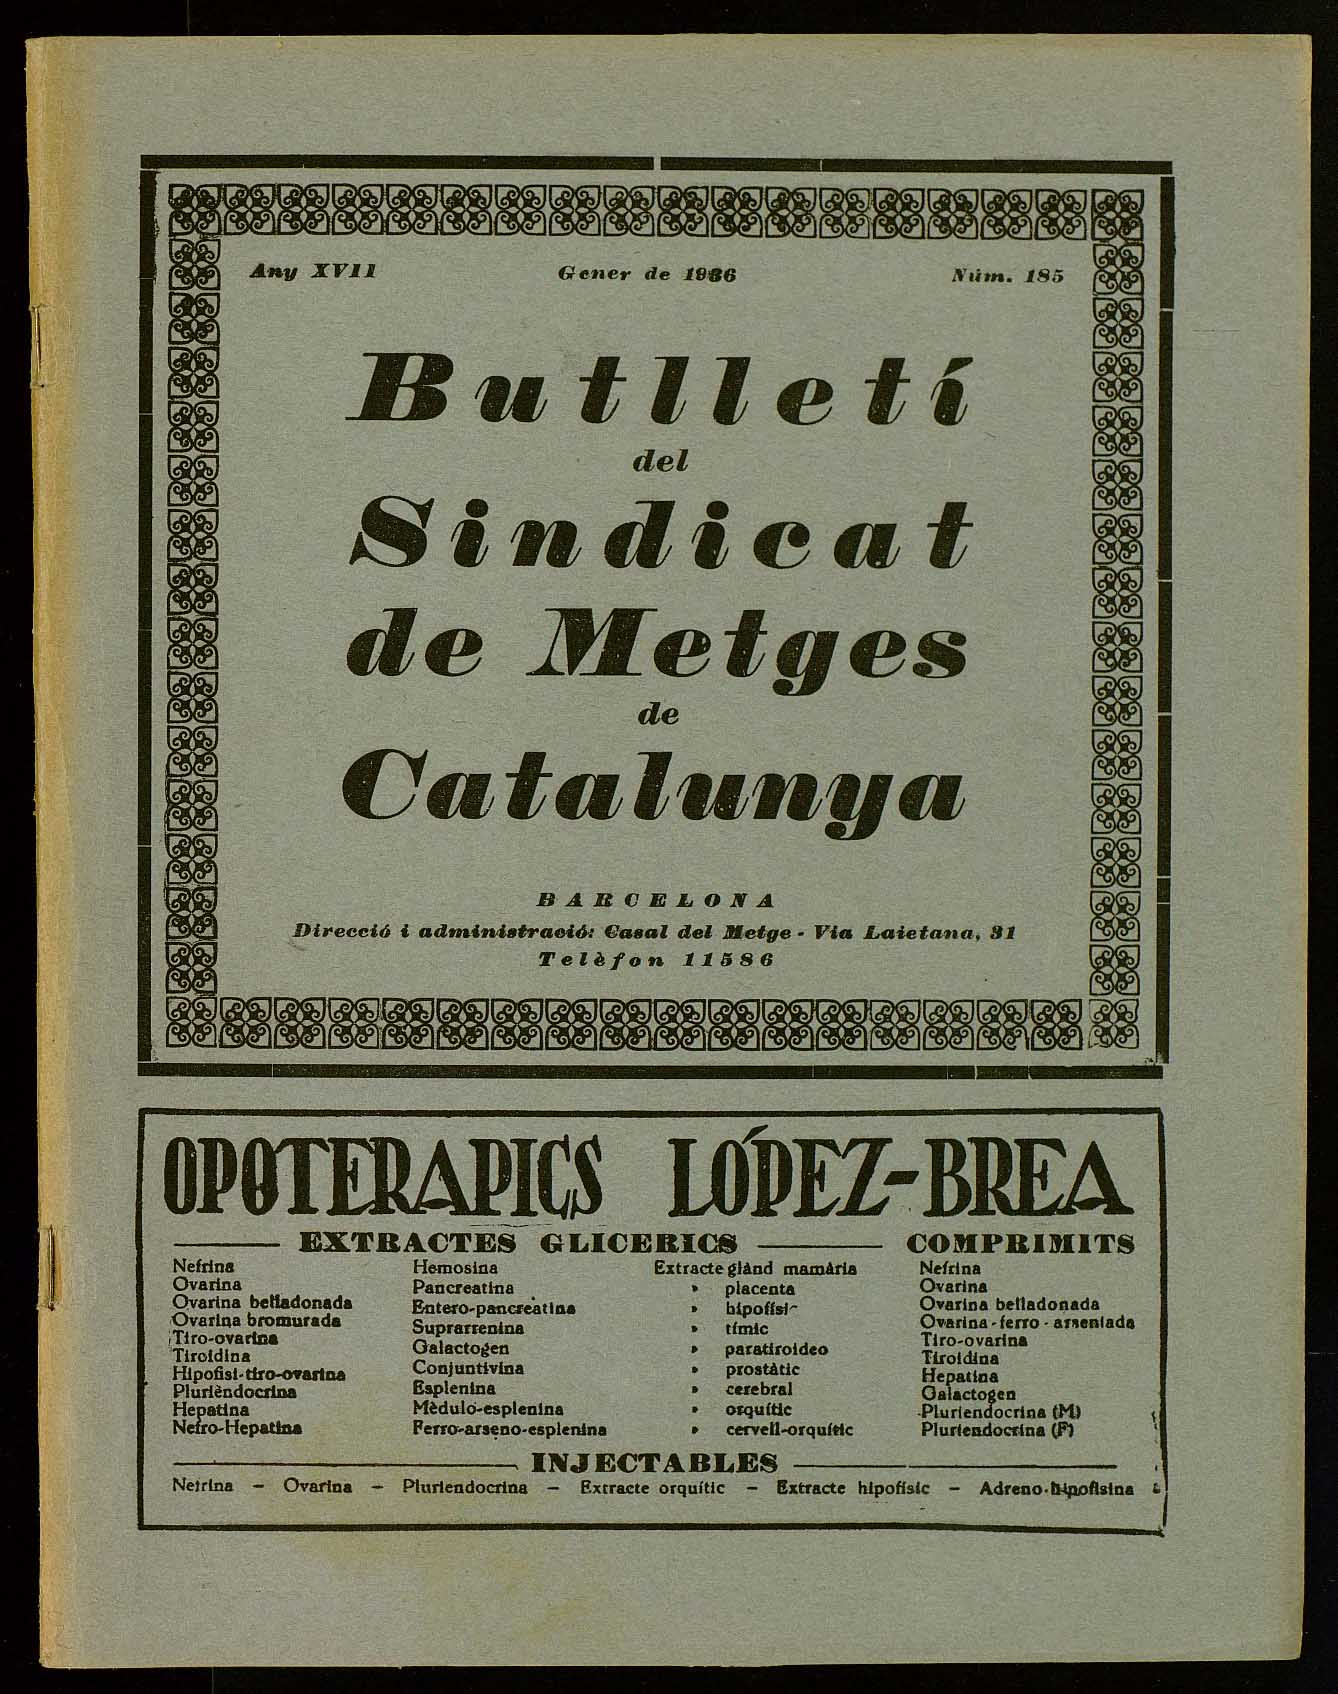 Any XVII Gener de 1936 Núm. 185
Butlletí
del
Sindicat
de Metges
de
Catalunya
BARCELONA
Direcció i administració: Casal del Metge - Via Laietana, 31
Telèfon 11586
OPOTERAPICS LÓPEZ-BREA
EXTRACTES GLICERICS
Nefrina
Ovarina
Ovarina belladonada
Ovarina bromurada
Tiro-ovarina
Tiroidina
Hipofisi-tiro-ovarina
Plurièndocrina
Hepatina
Nefro-Hepatina
Hemosina
Pancreatina
Entero-pancreatina
Suprarrenina
Galactogen
Conjuntivina
Esplenina
Mèdulo-esplenina
Ferro-arseno-esplenina
Extracte glànd mamària
» placenta
» hipofísi
» tímic
» paratiroideo
» prostàtic
» cerebral
» orquític
» cervell-orquític
COMPRIMITS
Nefrina
Ovarina
Ovarina belladonada
Ovarina-ferro-arseniada
Tiro-ovarina
Tiroidina
Hepatina
Galactogen
Pluriendocrina (M)
Pluriendocrina (F)
INJECTABLES
Nefrina — Ovarina — Pluriendocrina — Extracte orquític — Extracte hipofisic — Adreno-hipofisina